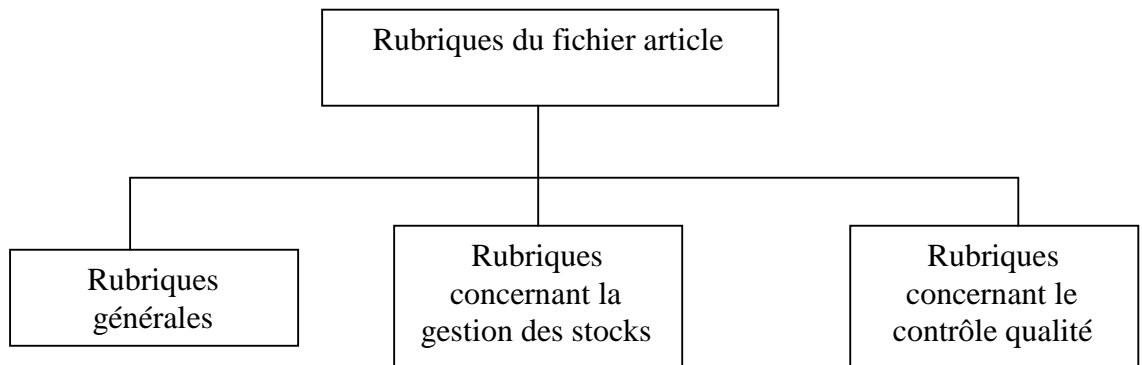 Rubriques du fichier article
Rubriques
générales
Rubriques
concernant la
gestion des stocks
Rubriques
concernant le
contrôle qualité